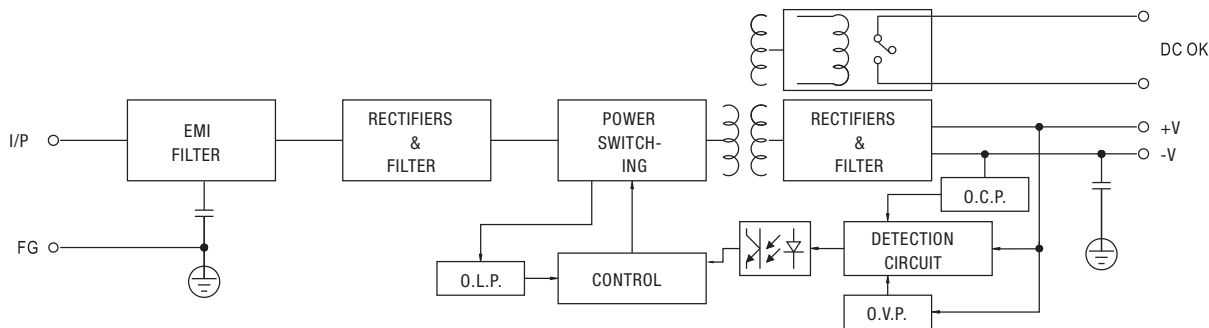 DC OK
I/P
EMI
FILTER
RECTIFIERS
&
FILTER
POWER
SWITCH-
ING
RECTIFIERS
&
FILTER
+V
-V
O.C.P.
FG
O.L.P.
CONTROL
DETECTION
CIRCUIT
O.V.P.